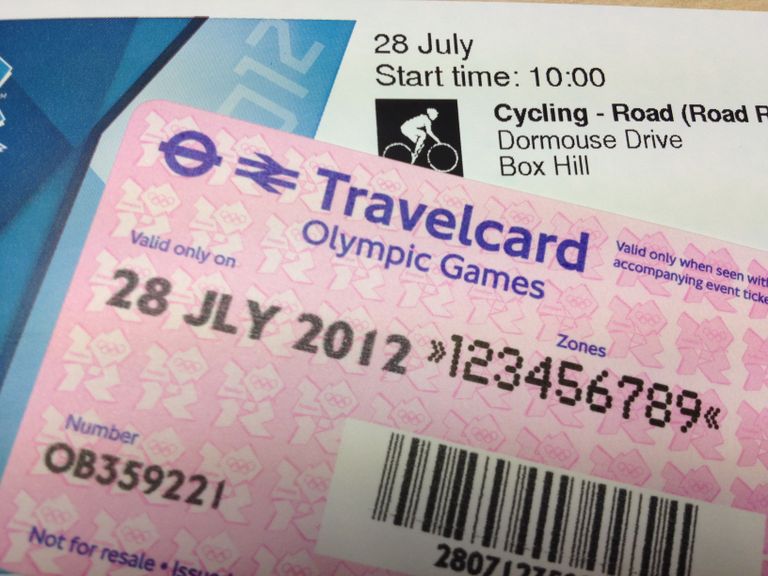 2012
28 July
Start time: 10:00
Cycling - Road (Road
Dormouse Drive
Box Hill
Travelcard
Olympic Games
Valid only when seen with
accompanying event
Valid only on
28 JLY 2012
Zones
»123456789«
Number
OB359221
Not for resale •